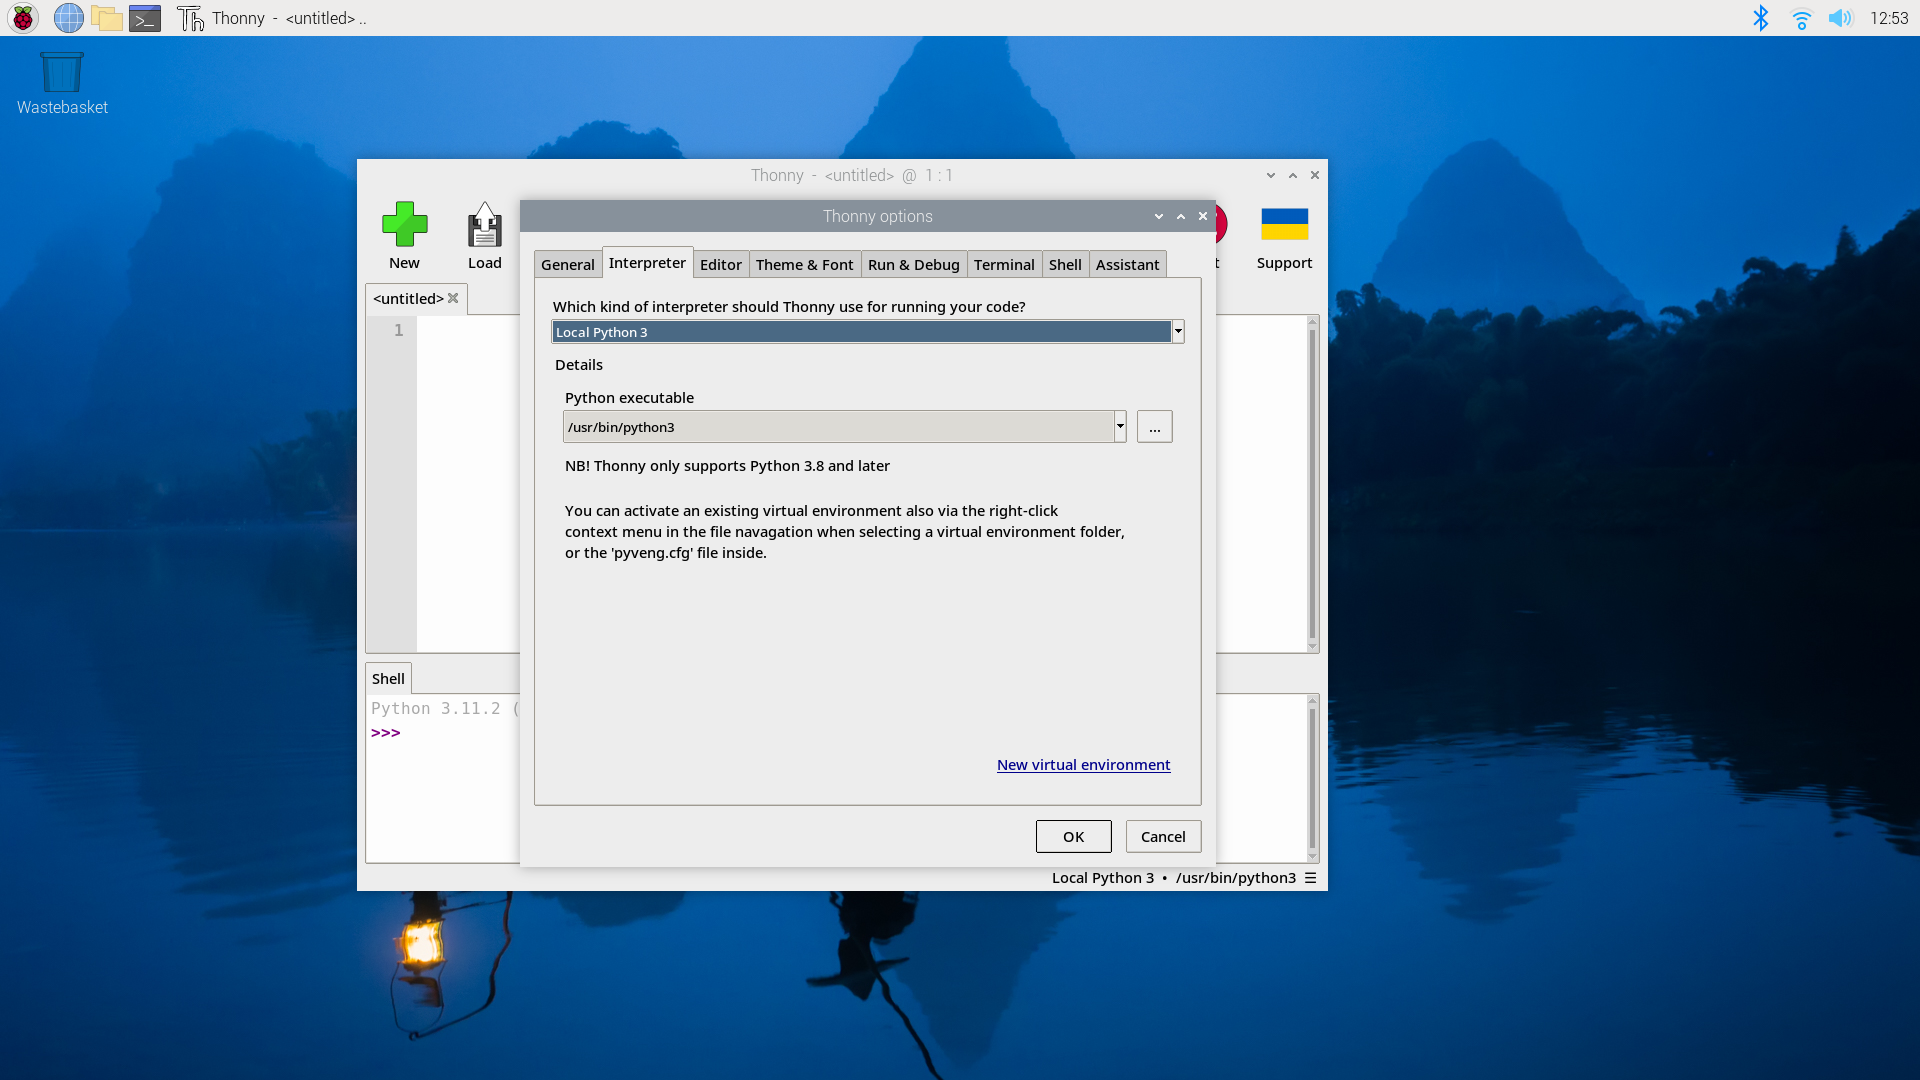 Thonny - <untitled> ..
12:53
Wastebasket
Thonny - <untitled> @ 1 : 1
New
Load
Support
Thonny options
General Interpreter Editor Theme & Font Run & Debug Terminal Shell Assistant
<untitled>
1
Which kind of interpreter should Thonny use for running your code?
Local Python 3
Details
Python executable
/usr/bin/python3
...
NB! Thonny only supports Python 3.8 and later
You can activate an existing virtual environment also via the right-click
context menu in the file navagation when selecting a virtual environment folder,
or the 'pyveng.cfg' file inside.
New virtual environment
OK
Cancel
Shell
Python 3.11.2 (
>>>
Local Python 3 • /usr/bin/python3